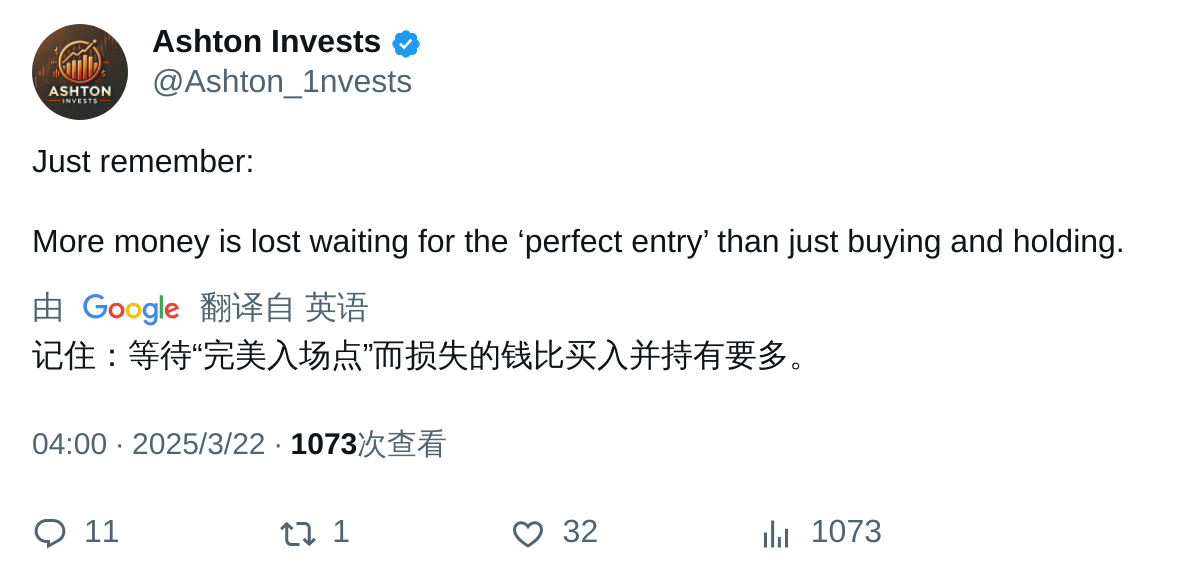 Ashton Invests
@Ashton_1nvests
ASHTON
INVESTS
Just remember:
More money is lost waiting for the ‘perfect entry’ than just buying and holding.
由 Google 翻译自 英语
记住：等待“完美入场点”而损失的钱比买入并持有要多。
04:00 · 2025/3/22 · 1073次查看
11 1 32 1073